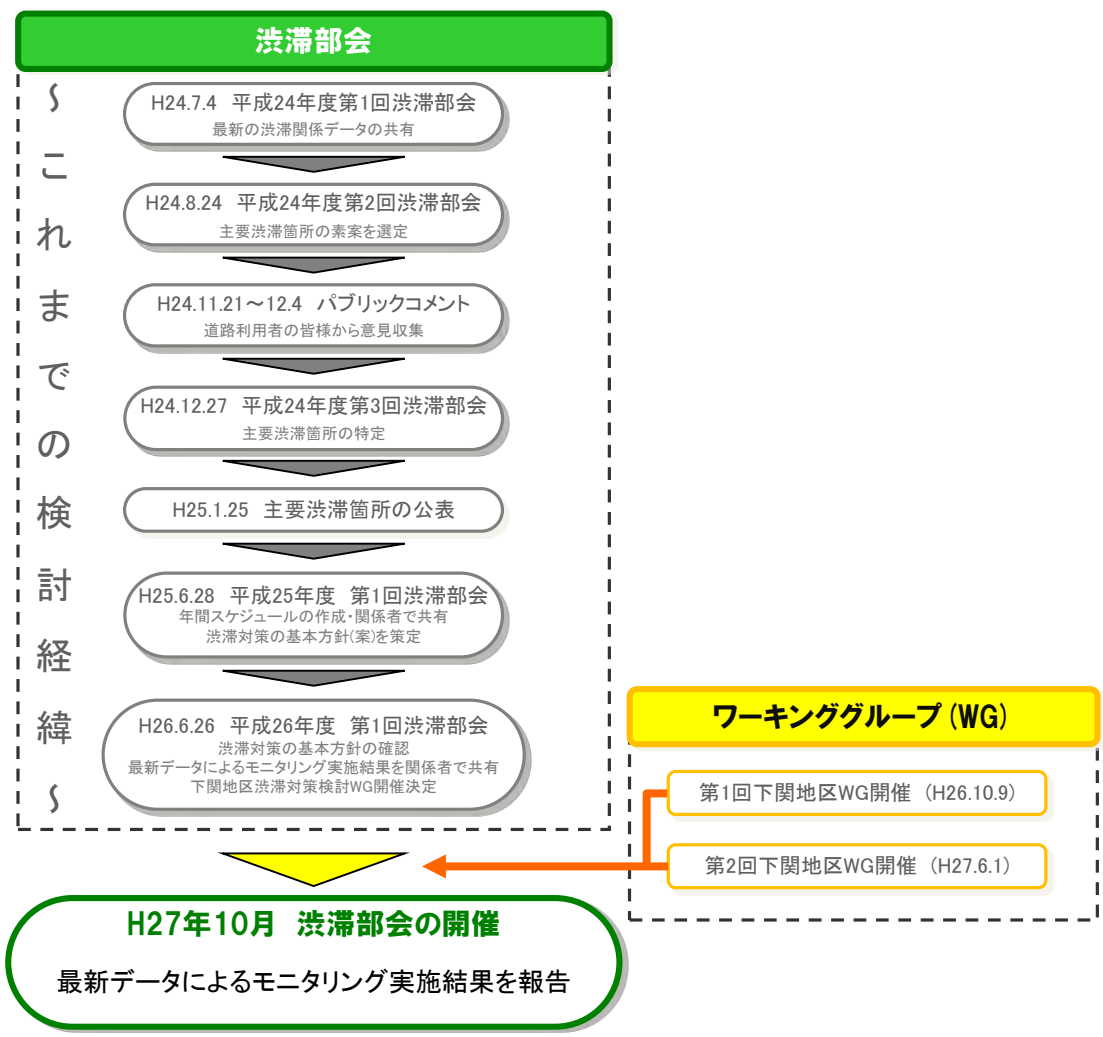 渋滞部会
～これまでの検討経緯～
H24.7.4 平成24年度第1回渋滞部会
最新の渋滞関係データの共有
H24.8.24 平成24年度第2回渋滞部会
主要渋滞箇所の素案を選定
H24.11.21～12.4 パブリックコメント
道路利用者の皆様から意見収集
H24.12.27 平成24年度第3回渋滞部会
主要渋滞箇所の特定
H25.1.25 主要渋滞箇所の公表
H25.6.28 平成25年度 第1回渋滞部会
年間スケジュールの作成・関係者で共有
渋滞対策の基本方針(案)を策定
H26.6.26 平成26年度 第1回渋滞部会
渋滞対策の基本方針の確認
最新データによるモニタリング実施結果を関係者で共有
下関地区渋滞対策検討WG開催決定
ワーキンググループ(WG)
第1回下関地区WG開催 (H26.10.9)
第2回下関地区WG開催 (H27.6.1)
H27年10月 渋滞部会の開催
最新データによるモニタリング実施結果を報告